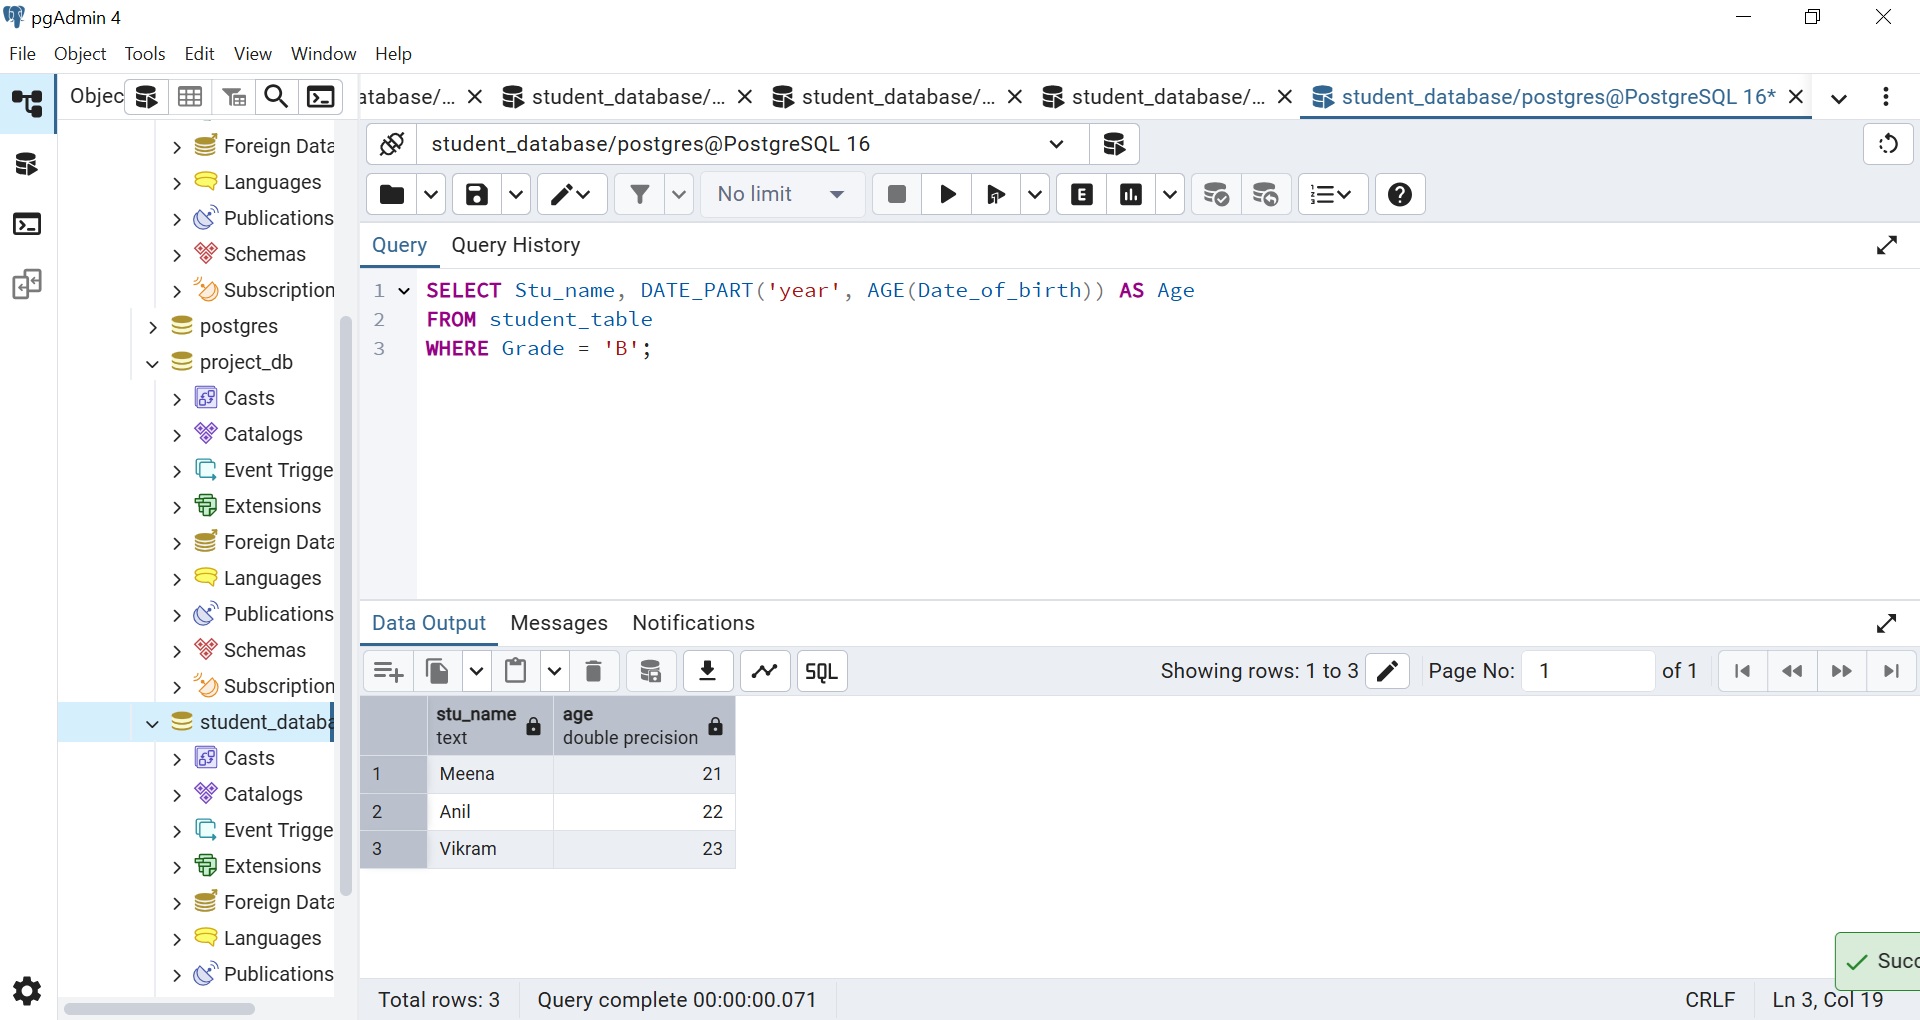 pgAdmin 4
File Object Tools Edit View Window Help
Objec
atabase/... student_database/... student_database/... student_database/... student_database/postgres@PostgreSQL 16*
student_database/postgres@PostgreSQL 16
No limit
E
Query Query History
1 SELECT Stu_name, DATE_PART('year', AGE(Date_of_birth)) AS Age
2 FROM student_table
3 WHERE Grade = 'B';
Foreign Data
Languages
Publications
Schemas
Subscription
postgres
project_db
Casts
Catalogs
Event Trigge
Extensions
Foreign Data
Languages
Publications
Schemas
Subscription
student_databa
Casts
Catalogs
Event Trigge
Extensions
Foreign Data
Languages
Publications
Data Output Messages Notifications
SQL
Showing rows: 1 to 3 Page No: 1 of 1
stu_name age
text double precision
1 Meena 21
2 Anil 22
3 Vikram 23
Succ
Total rows: 3 Query complete 00:00:00.071 CRLF Ln 3, Col 19